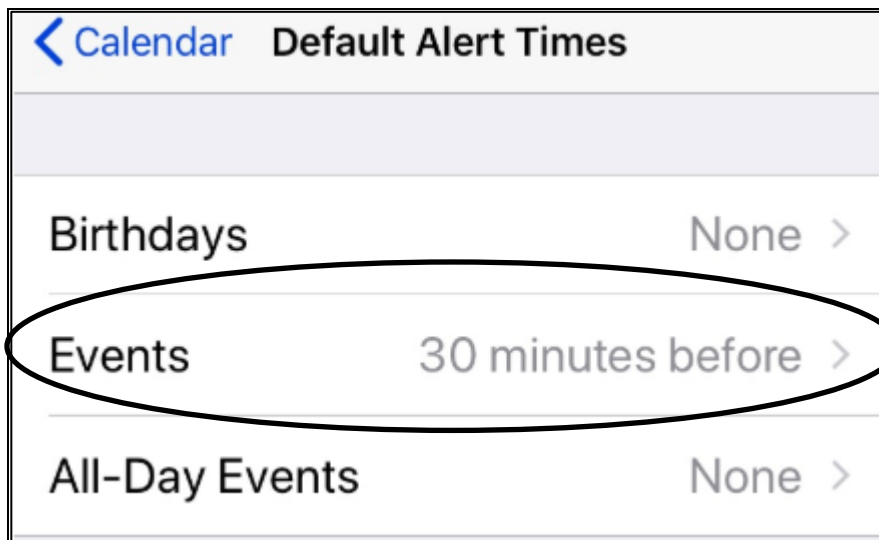 Calendar Default Alert Times
Birthdays None
Events 30 minutes before
All-Day Events None